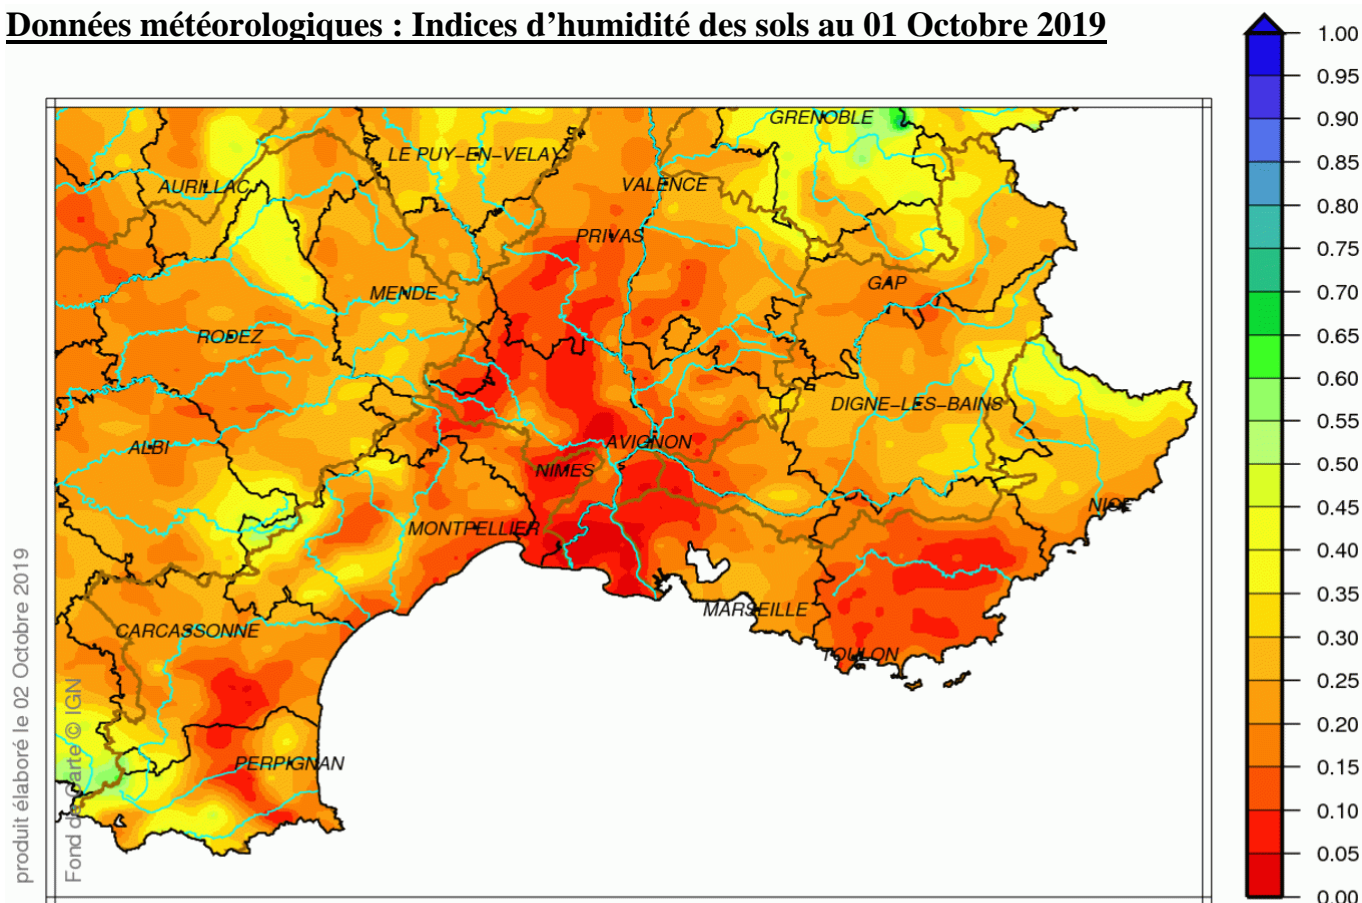 Données météorologiques : Indices d’humidité des sols au 01 Octobre 2019
1.00
0.95
0.90
0.85
0.80
0.75
0.70
0.65
0.60
0.55
0.50
0.45
0.40
0.35
0.30
0.25
0.20
0.15
0.10
0.05
0.00
GRENOBLE
LE PUY-EN-VELAY
AURILLAC
VALENCE
PRIVAS
GAP
MENDE
RODEZ
DIGNE-LES-BAINS
ALBI
AVIGNON
NIMES
NICE
MONTPELLIER
MARSEILLE
CARCASSONNE
TOULON
PERPIGNAN
produit élaboré le 02 Octobre 2019
Fond de Carte © IGN